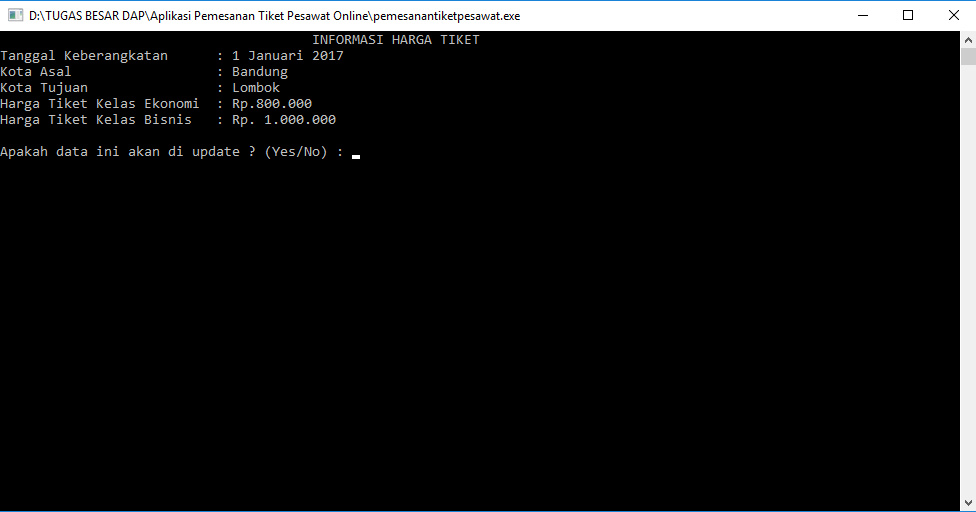 D:\TUGAS BESAR DAP\Aplikasi Pemesanan Tiket Pesawat Online\pemesanantiketpesawat.exe
INFORMASI HARGA TIKET
Tanggal Keberangkatan : 1 Januari 2017
Kota Asal : Bandung
Kota Tujuan : Lombok
Harga Tiket Kelas Ekonomi : Rp.800.000
Harga Tiket Kelas Bisnis : Rp. 1.000.000
Apakah data ini akan di update ? (Yes/No) :